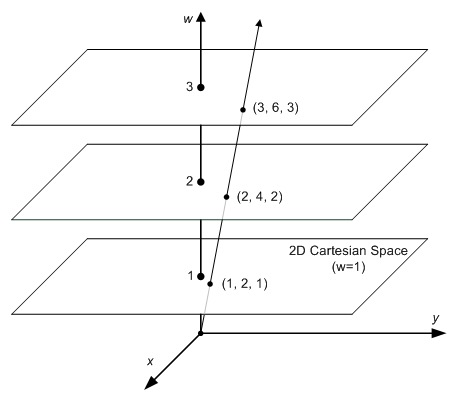 w
3
(3, 6, 3)
2
(2, 4, 2)
2D Cartesian Space
(w=1)
1
(1, 2, 1)
y
x